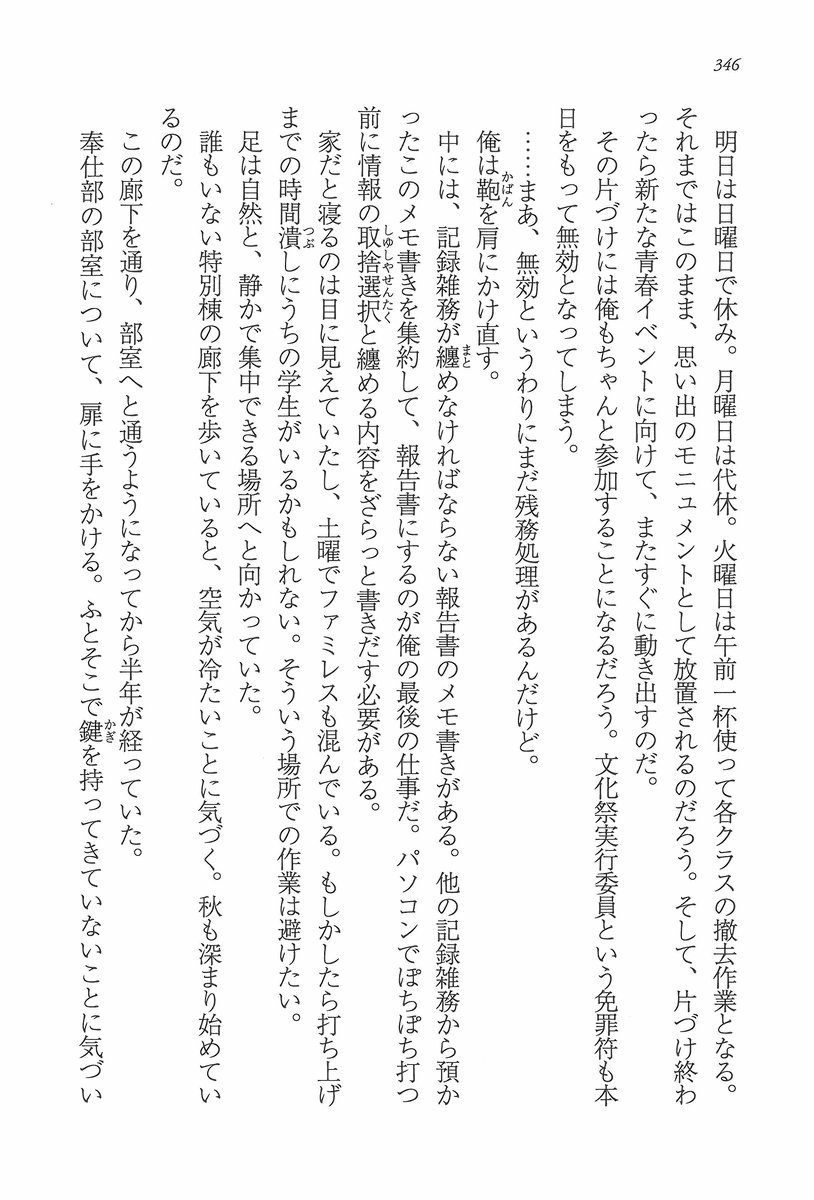 346
明日は日曜日で休み。月曜日は代休。火曜日は午前一杯使って各クラスの撤去作業となる。
それまではこのまま、思い出のモニュメントとして放置されるのだろう。そして、片づけ終わ
ったら新たな青春イベントに向けて、またすぐに動き出すのだ。
その片づけには俺もちゃんと参加することになるだろう。文化祭実行委員という免罪符も本
日をもって無効となってしまう。
……まあ、無効というわりにまだ残務処理があるんだけど。
俺は鞄かばんを肩にかけ直す。
中には、記録雑務が纏まとめなければならない報告書のメモ書きがある。他の記録雑務から預か
ったこのメモ書きを集約して、報告書にするのが俺の最後の仕事だ。パソコンでぽちぽち打つ
前に情報の取捨選択しゆしやせんたくと纏める内容をざらっと書きだす必要がある。
家だと寝るのは目に見えていたし、土曜でファミレスも混んでいる。もしかしたら打ち上げ
までの時間潰つぶしにうちの学生がいるかもしれない。そういう場所での作業は避けたい。
足は自然と、静かで集中できる場所へと向かっていた。
誰もいない特別棟の廊下を歩いていると、空気が冷たいことに気づく。秋も深まり始めてい
るのだ。
この廊下を通り、部室へと通うようになってから半年が経っていた。
奉仕部の部室について、扉に手をかける。ふとそこで鍵かぎを持ってきていないことに気づい